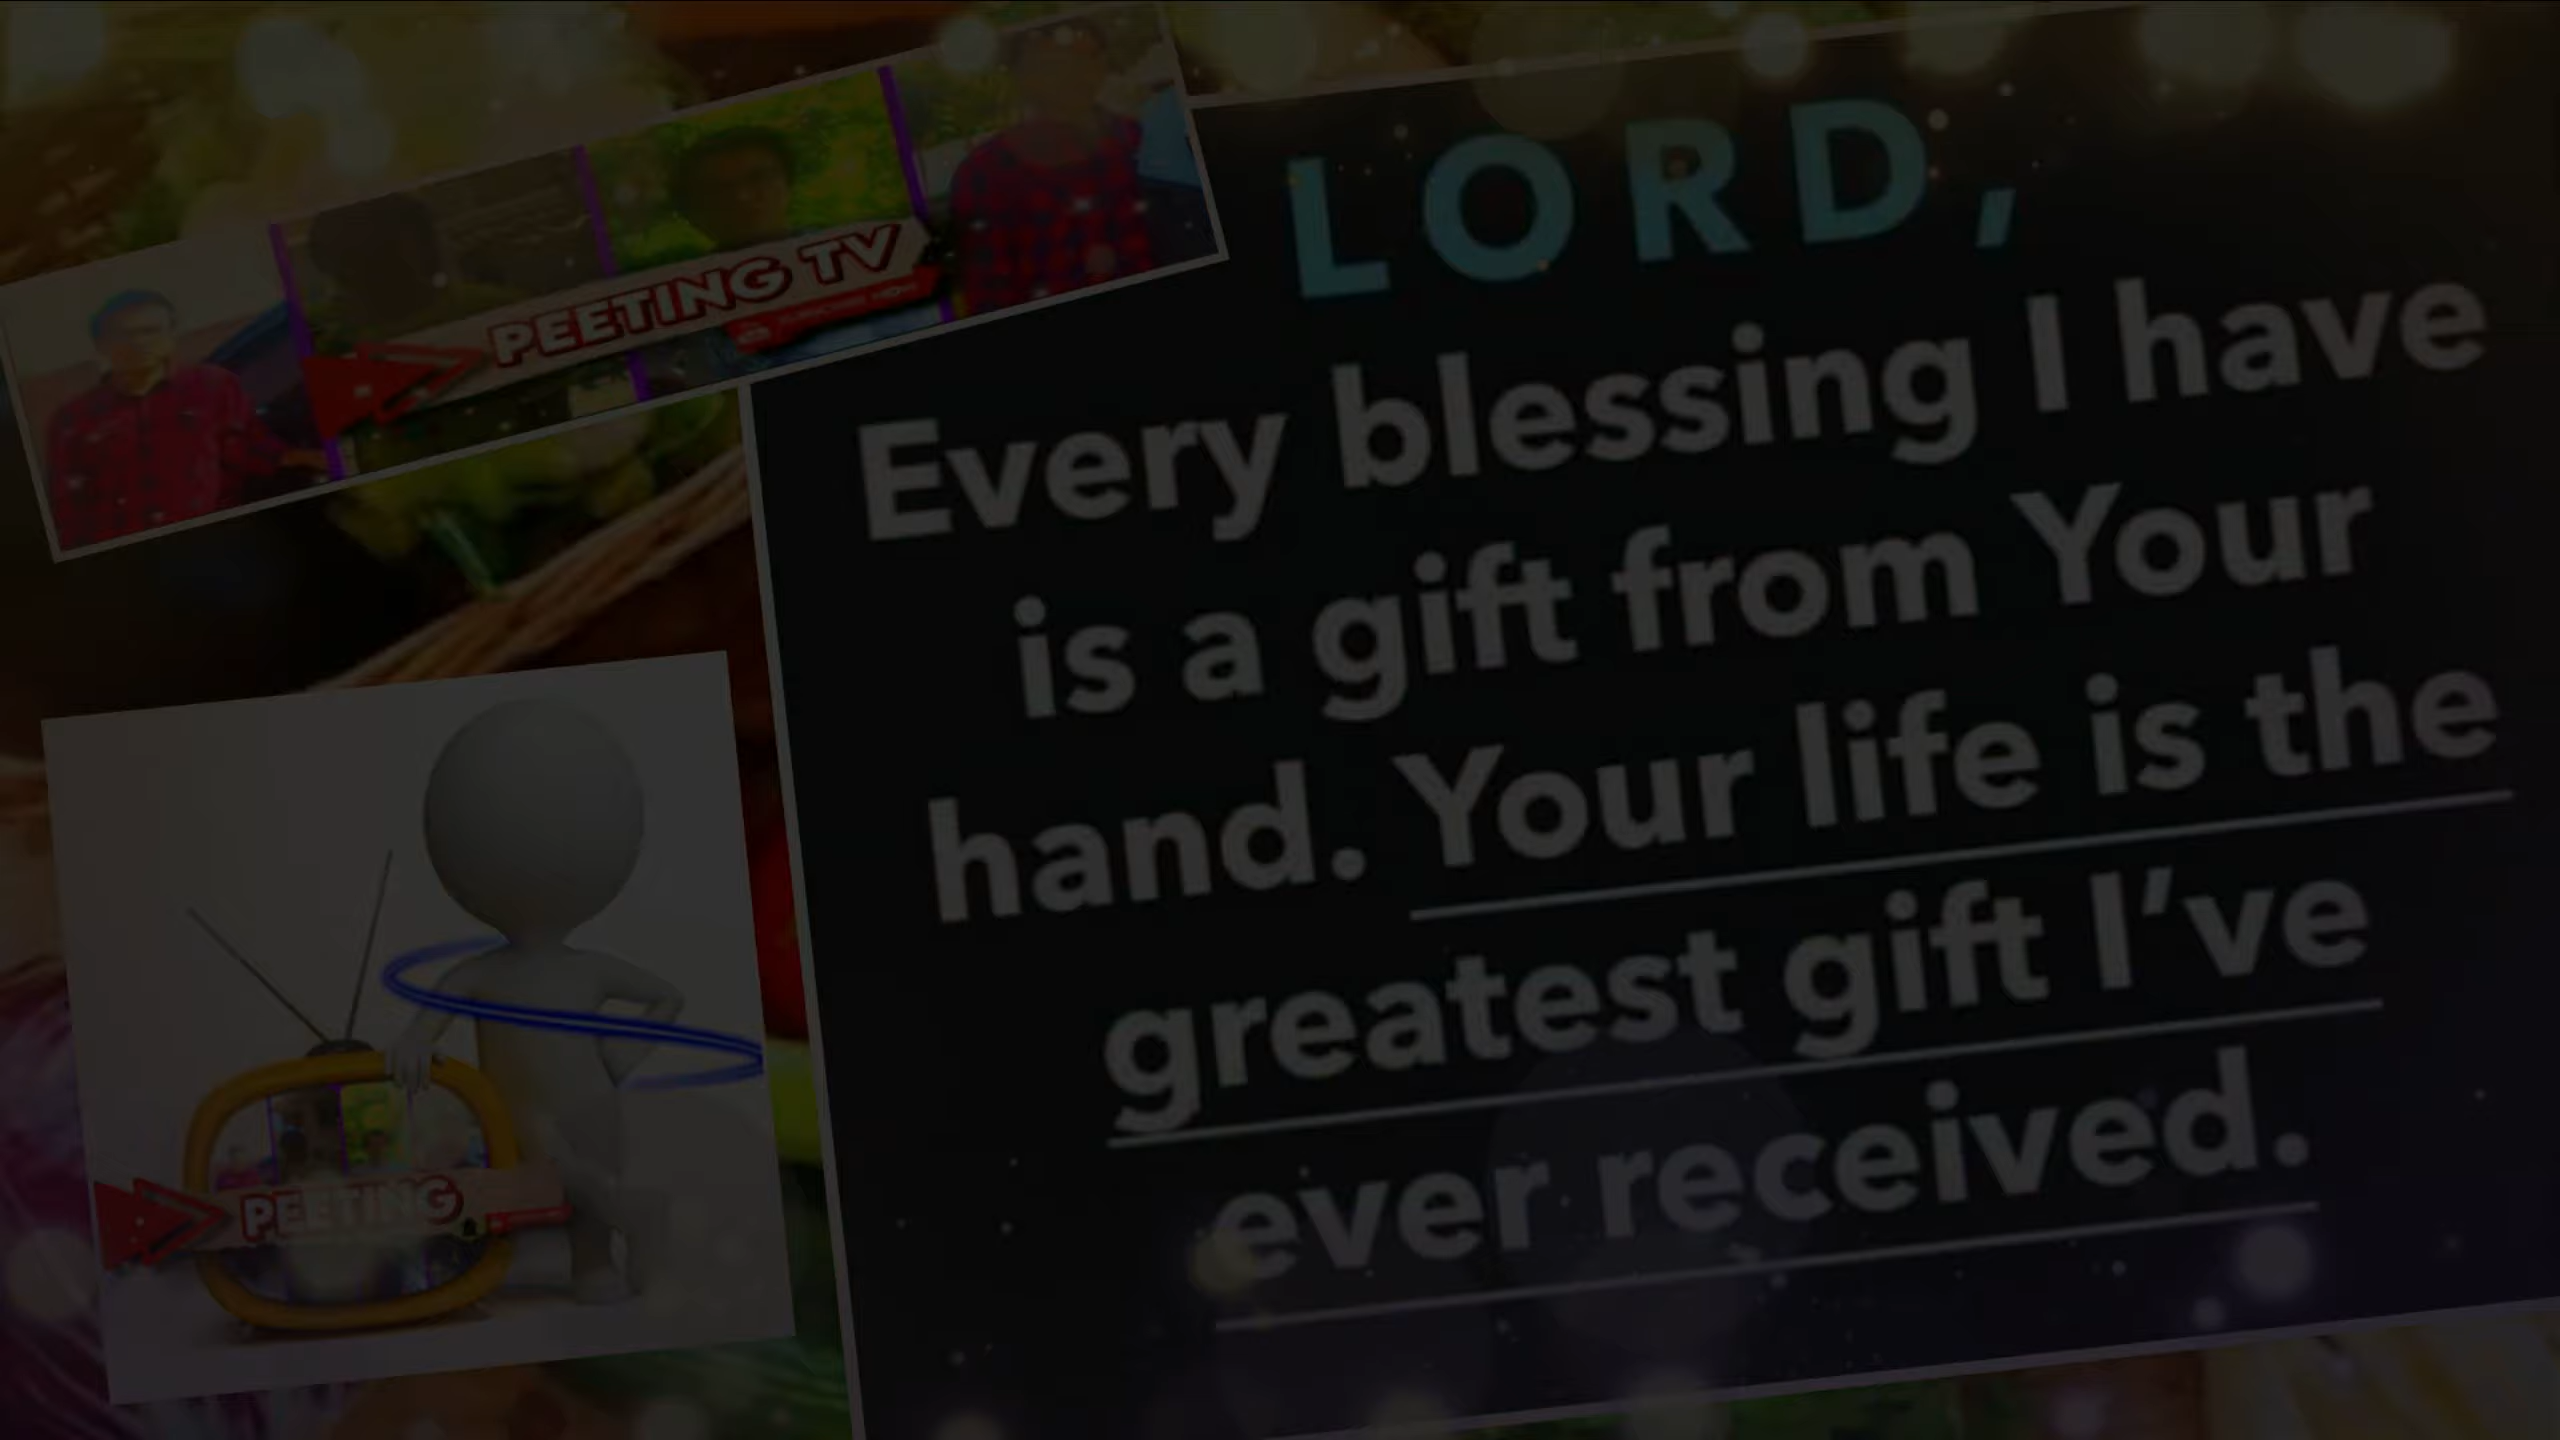 PEETING TV
LORD,
Every blessing I have
is a gift from Your
hand. Your life is the
greatest gift I've
ever received.
PEETING